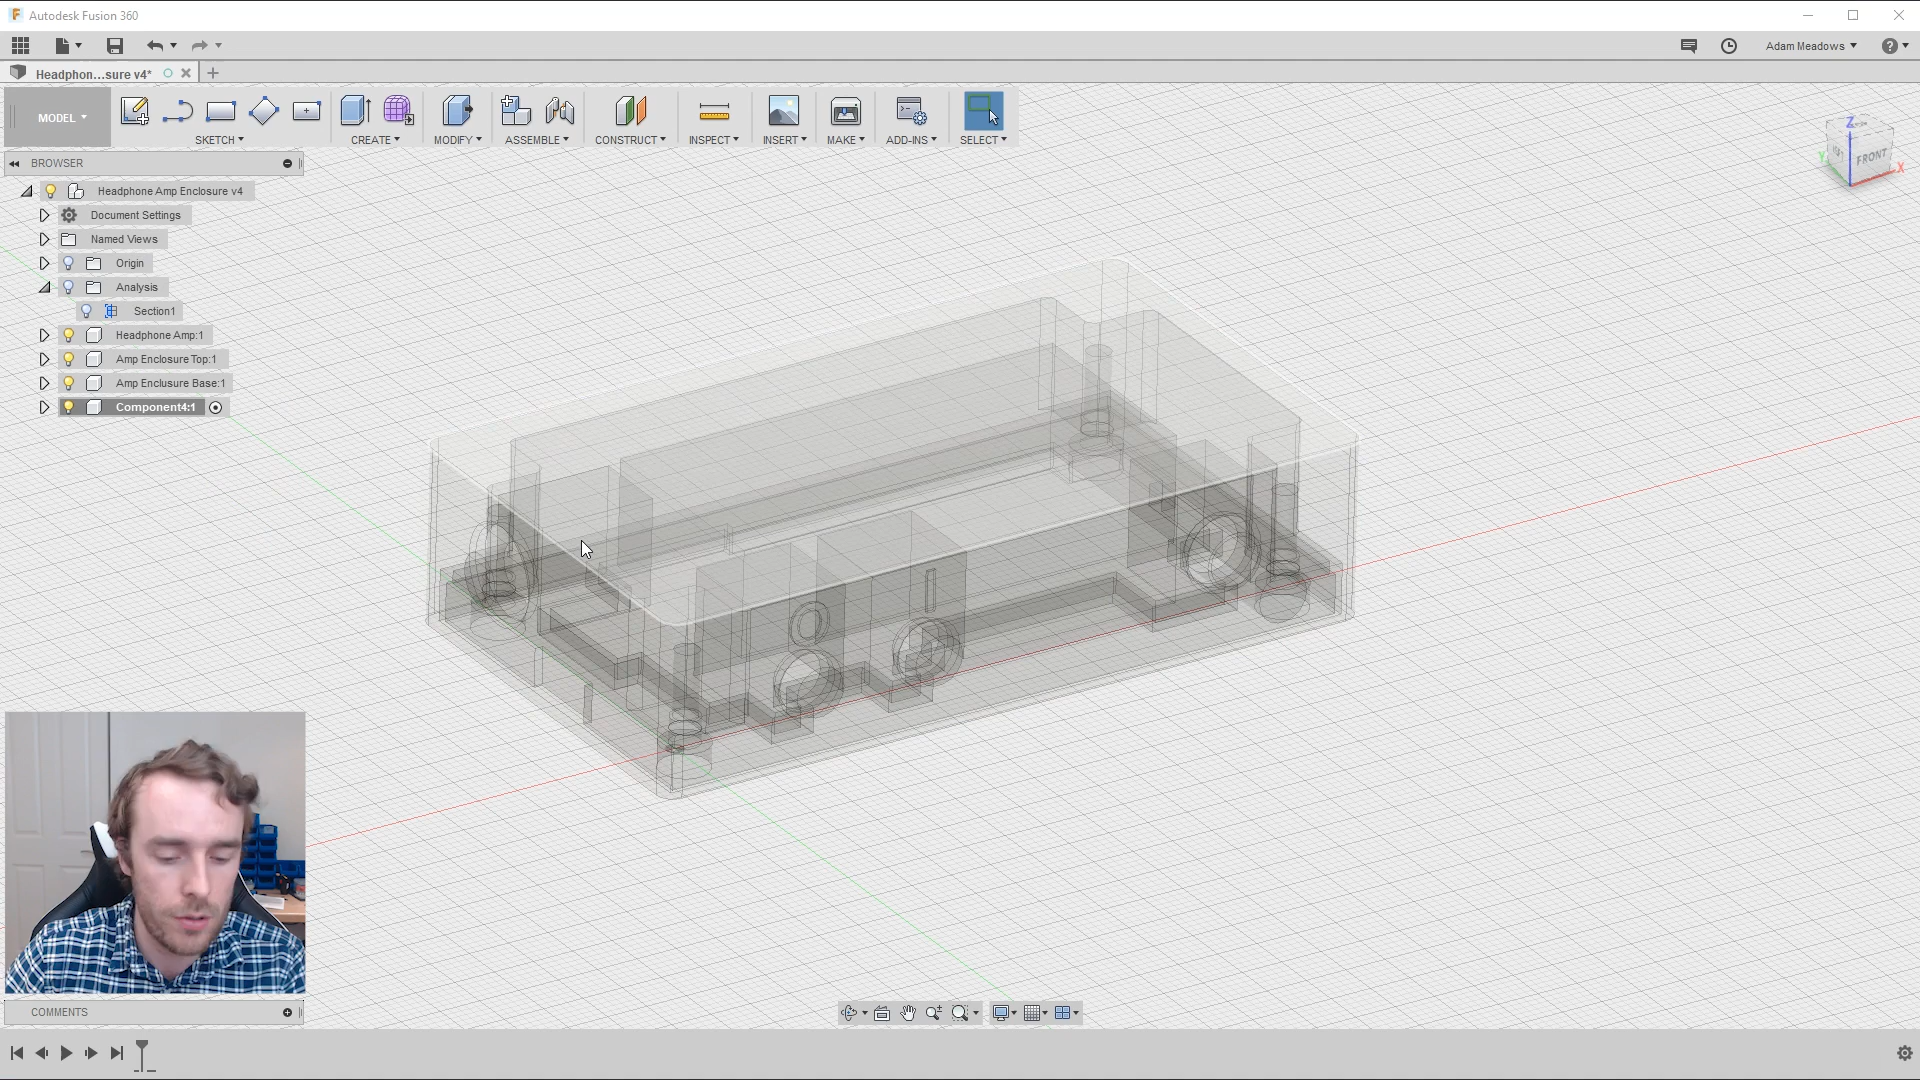 Autodesk Fusion 360
Adam Meadows
Headphon...sure v4*
MODEL
SKETCH
CREATE
MODIFY
ASSEMBLE
CONSTRUCT
INSPECT
INSERT
MAKE
ADD-INS
SELECT
BROWSER
Headphone Amp Enclosure v4
Document Settings
Named Views
Origin
Analysis
Section1
Headphone Amp:1
Amp Enclosure Top:1
Amp Enclusure Base:1
Component4:1
Z
Y
X
FRONT
COMMENTS